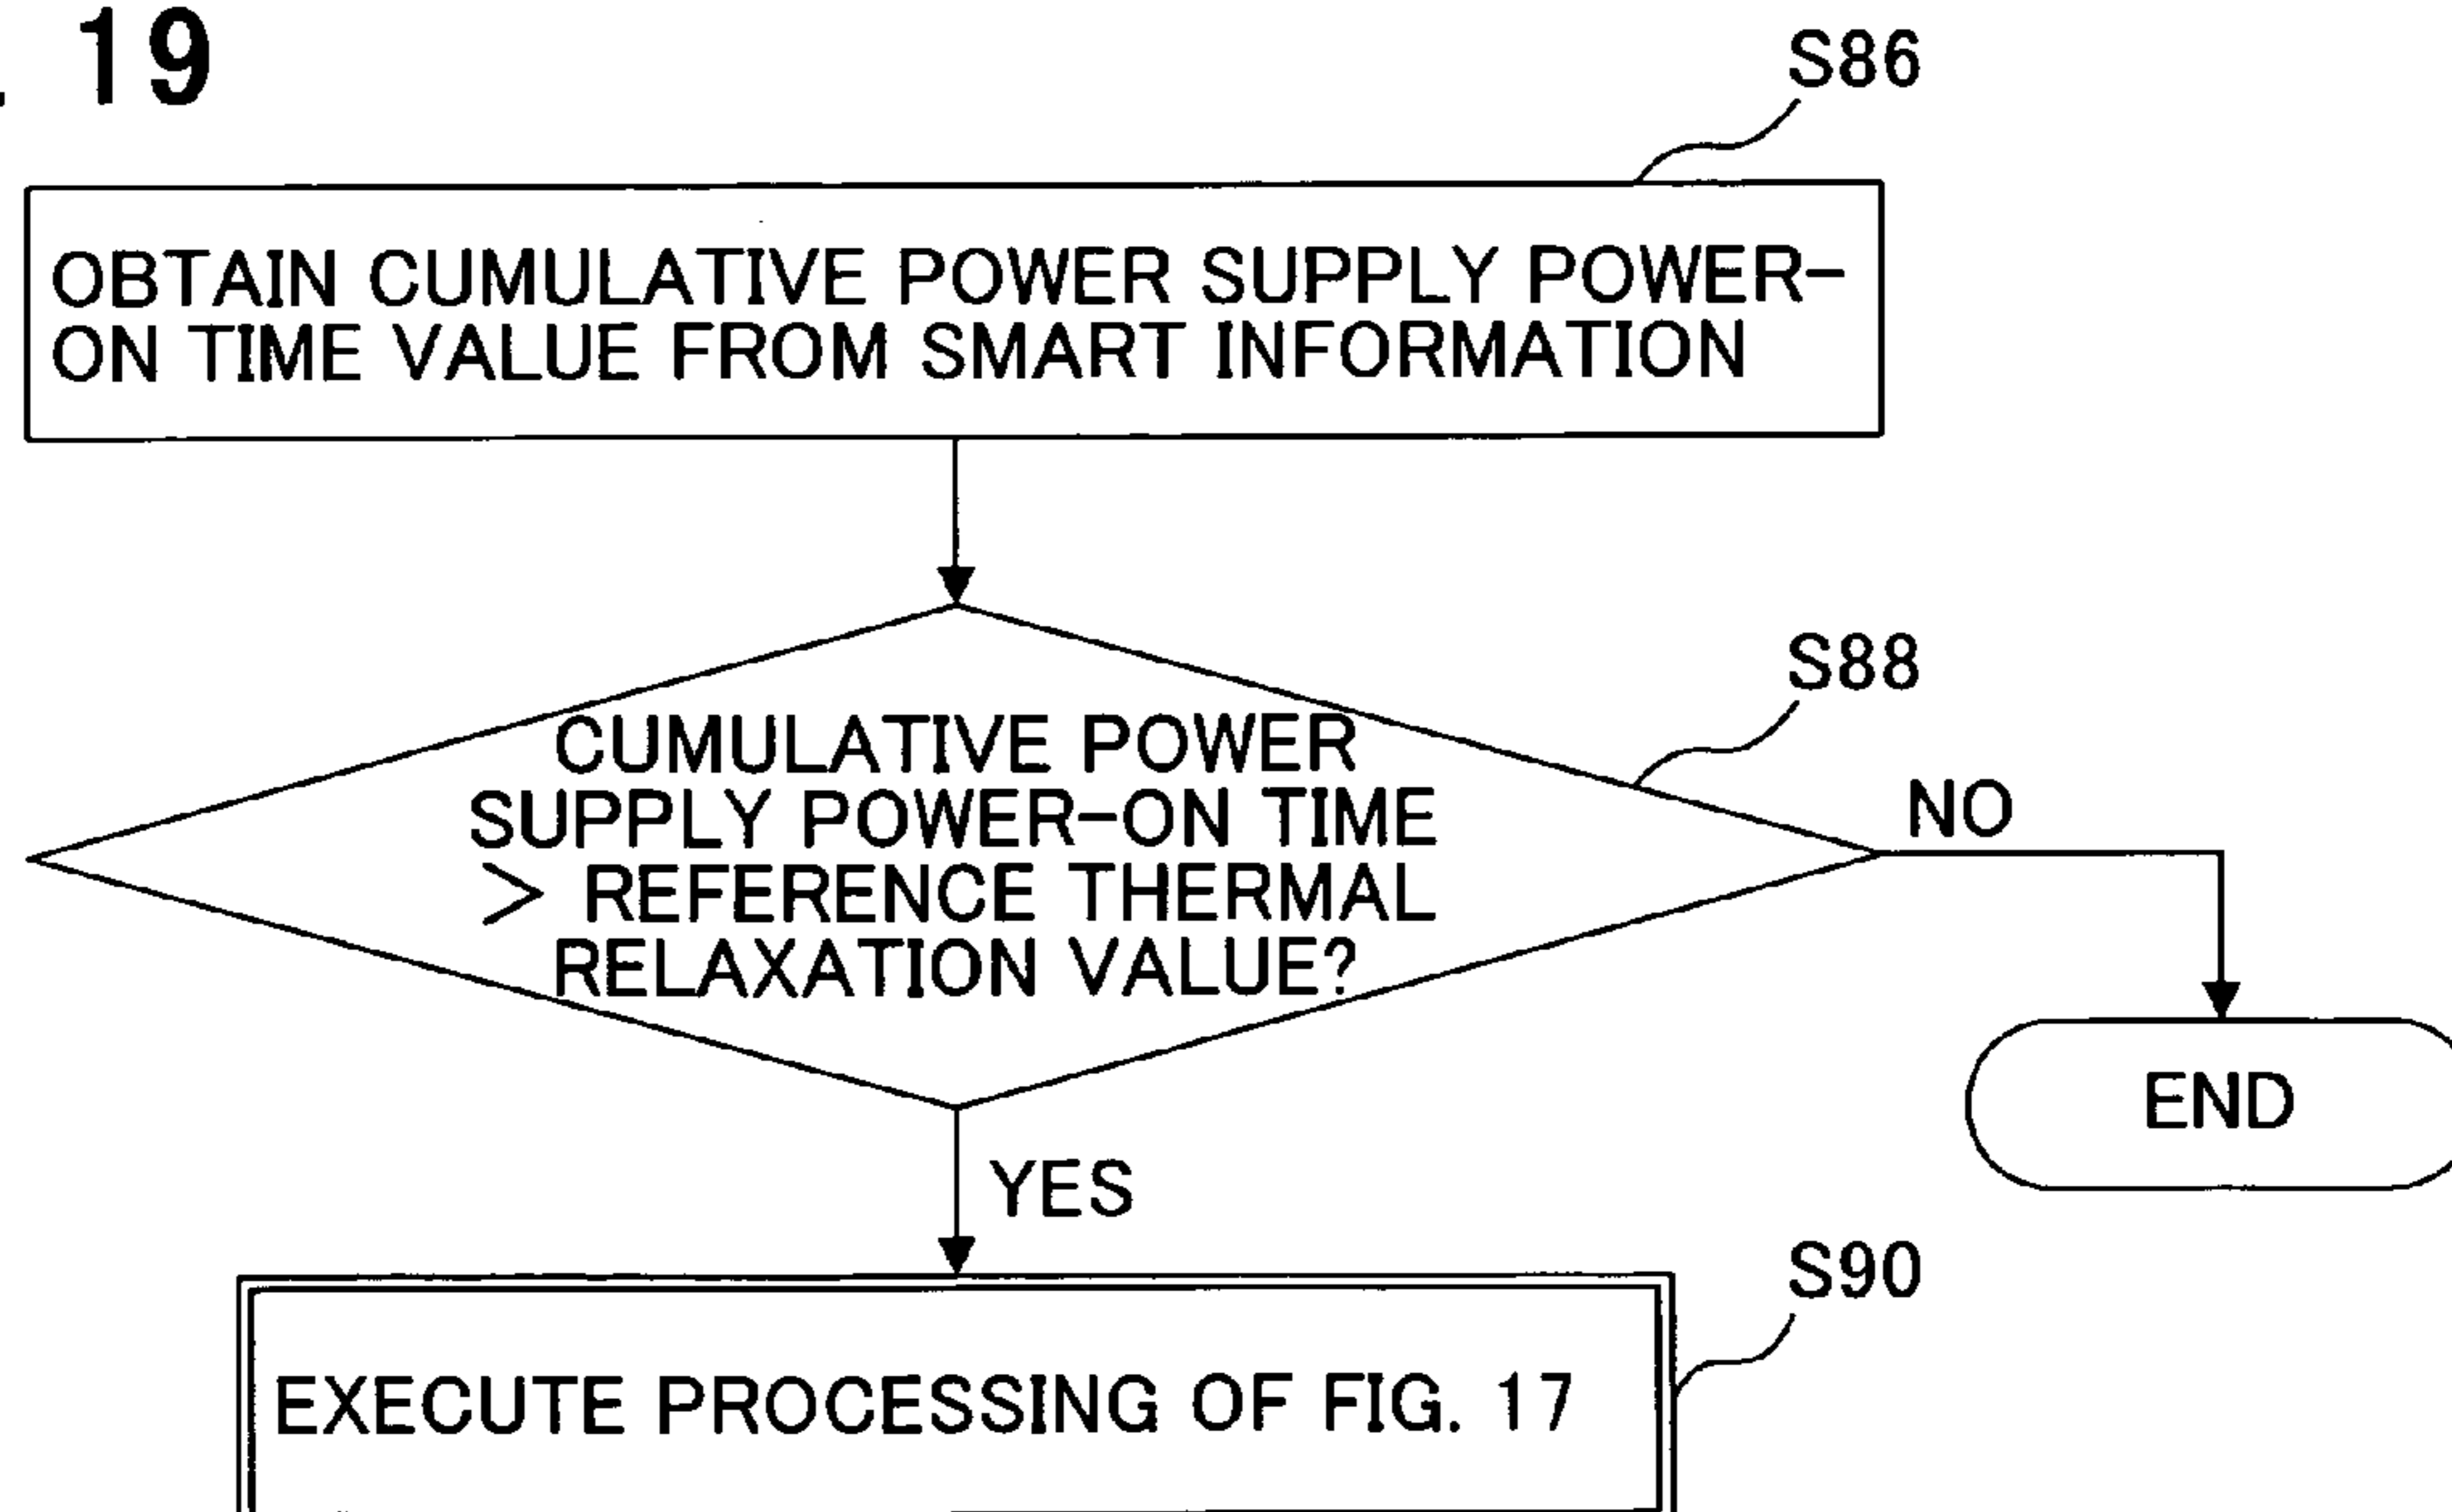 . 19
S86
OBTAIN CUMULATIVE POWER SUPPLY POWER-
ON TIME VALUE FROM SMART INFORMATION
S88
CUMULATIVE POWER
SUPPLY POWER-ON TIME
> REFERENCE THERMAL
RELAXATION VALUE?
NO
END
YES
S90
EXECUTE PROCESSING OF FIG. 17